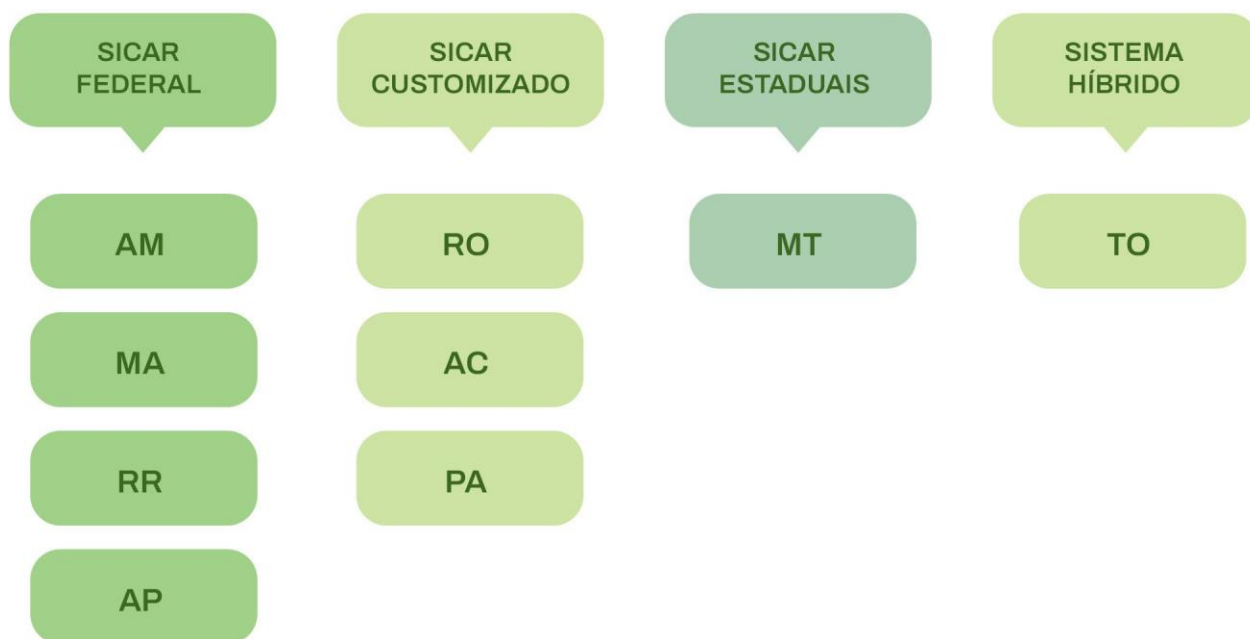 SICAR
FEDERAL
AM
MA
RR
AP
SICAR
CUSTOMIZADO
RO
AC
PA
SICAR
ESTADUAIS
MT
SISTEMA
HÍBRIDO
TO